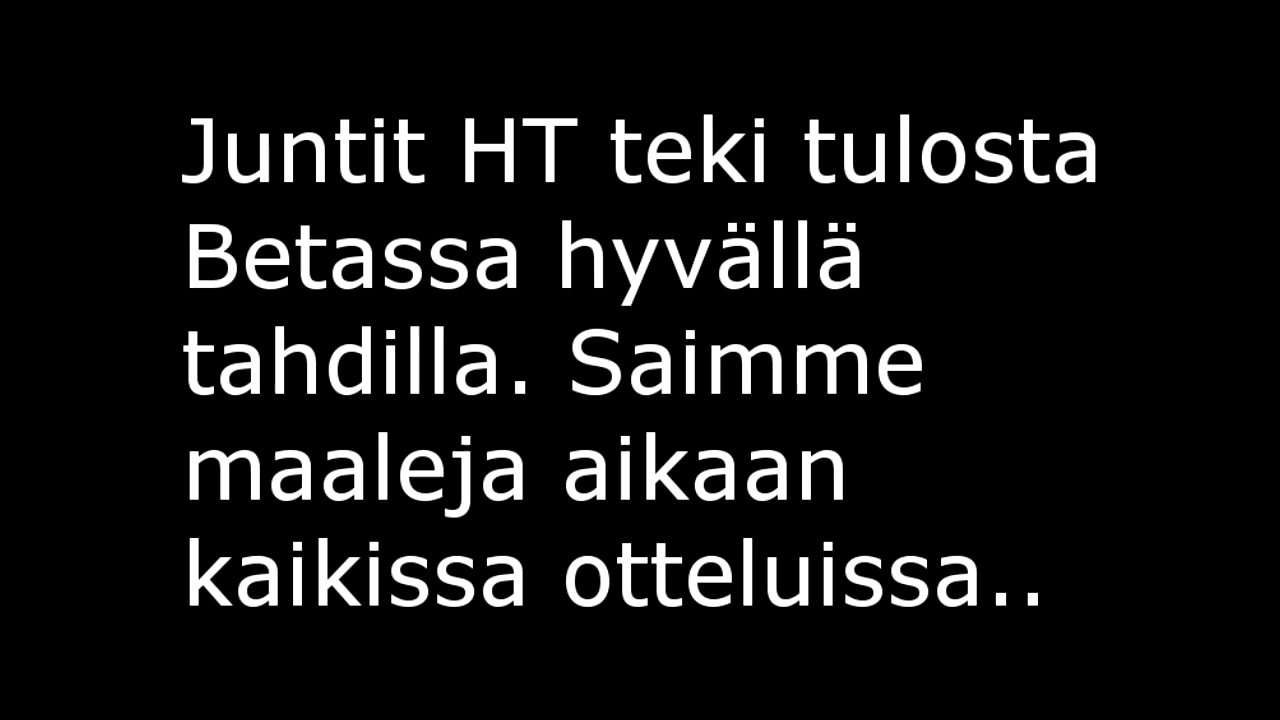 Juntit HT teki tulosta
Betassa hyvällä
tahdilla. Saimme
maaleja aikaan
kaikissa otteluissa..